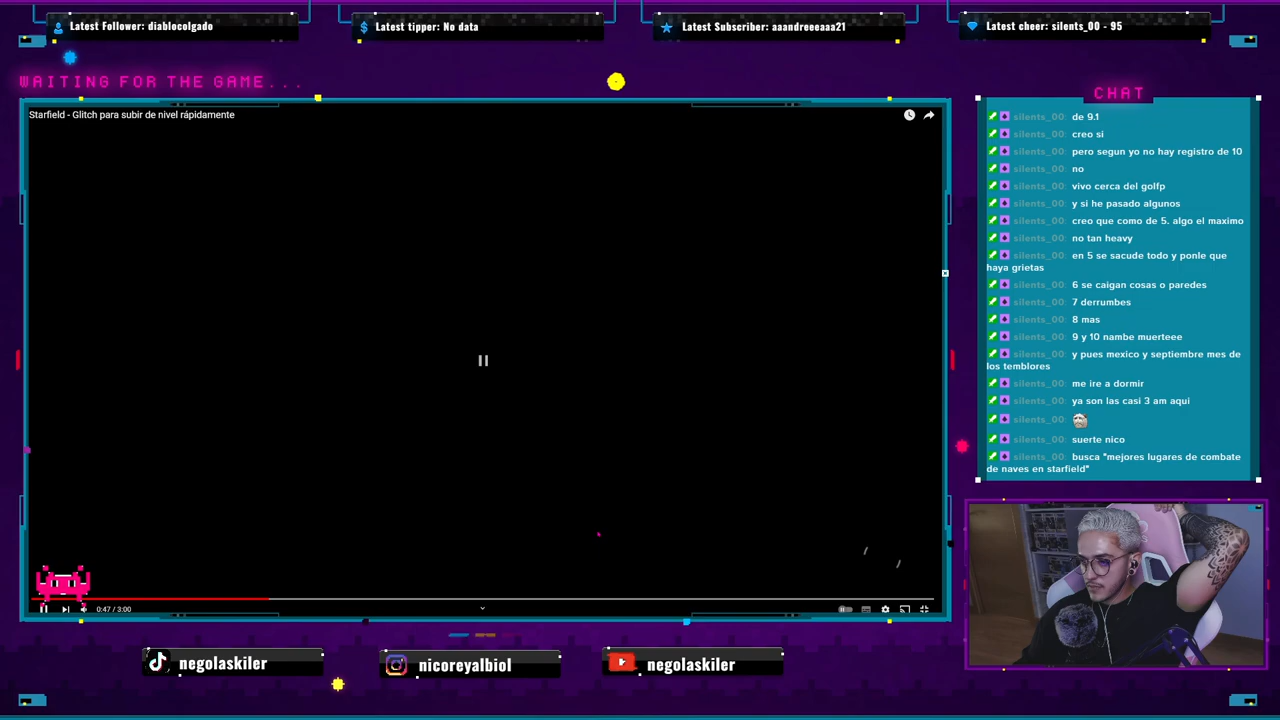 Latest Follower: diablocolgado
Latest tipper: No data
Latest Subscriber: aaandreeeaaa21
Latest cheer: silents_00 - 95
WAITING FOR THE GAME...
CHAT
Starfield - Glitch para subir de nivel rápidamente
silents_00: de 9.1
silents_00: creo si
silents_00: pero segun yo no hay registro de 10
silents_00: no
silents_00: vivo cerca del golfp
silents_00: y si he pasado algunos
silents_00: creo que como de 5. algo el maximo
silents_00: no tan heavy
silents_00: en 5 se sacude todo y ponle que
haya grietas
silents_00: 6 se caigan cosas o paredes
silents_00: 7 derrumbes
silents_00: 8 mas
silents_00: 9 y 10 nambe muerteee
silents_00: y pues mexico y septiembre mes de
los temblores
silents_00: me ire a dormir
silents_00: ya son las casi 3 am aqui
silents_00:
silents_00: suerte nico
silents_00: busca "mejores lugares de combate
de naves en starfield"
0:47 / 3:00
negolaskiler
nicoreyalbiol
negolaskiler